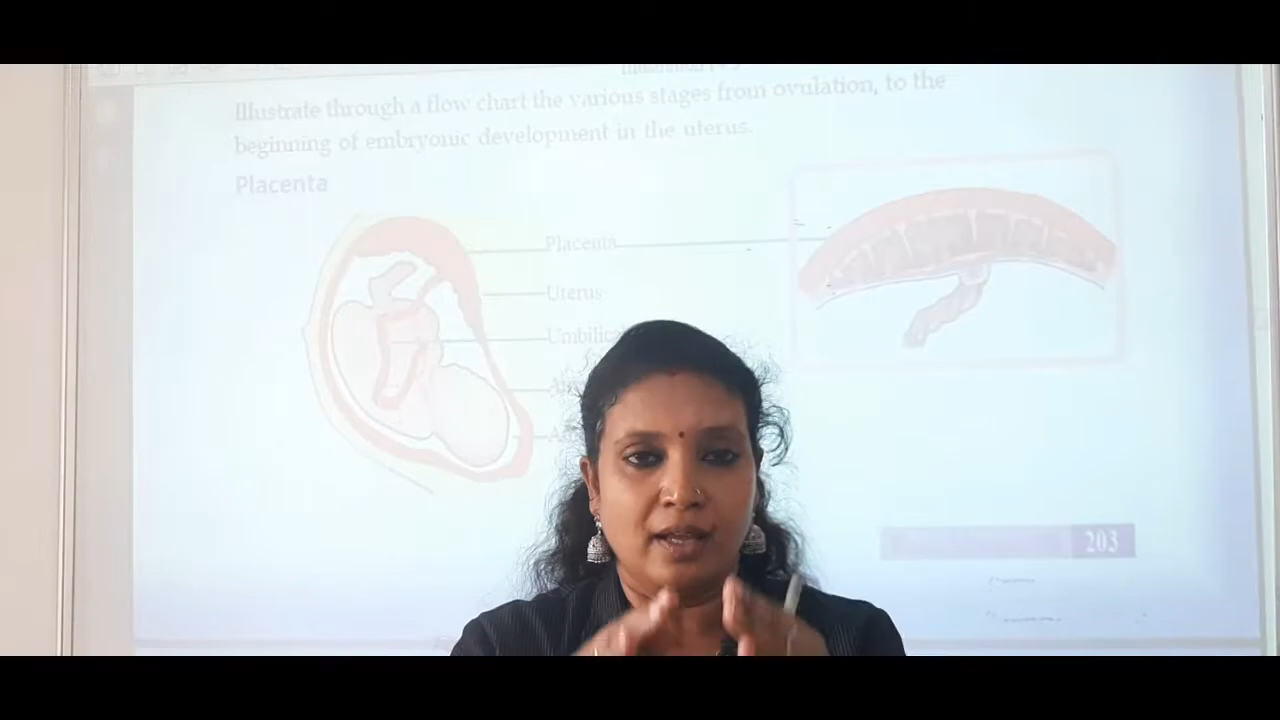 Illustrate through a flow chart the various stages from ovulation, to the
beginning of embryonic development in the uterus.
Placenta
Placenta
Uterus
203